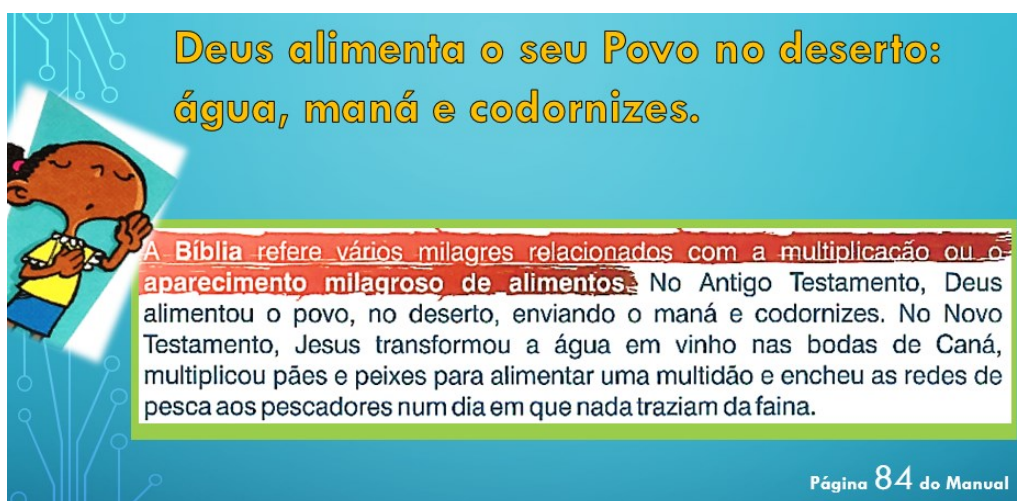 Deus alimenta o seu Povo no deserto:
água, maná e codornizes.
A Bíblia refere vários milagres relacionados com a multiplicação ou o
aparecimento milagroso de alimentos. No Antigo Testamento, Deus
alimentou o povo, no deserto, enviando o maná e codornizes. No Novo
Testamento, Jesus transformou a água em vinho nas bodas de Caná,
multiplicou pães e peixes para alimentar uma multidão e encheu as redes de
pesca aos pescadores num dia em que nada traziam da faina.
Página 84 do Manual